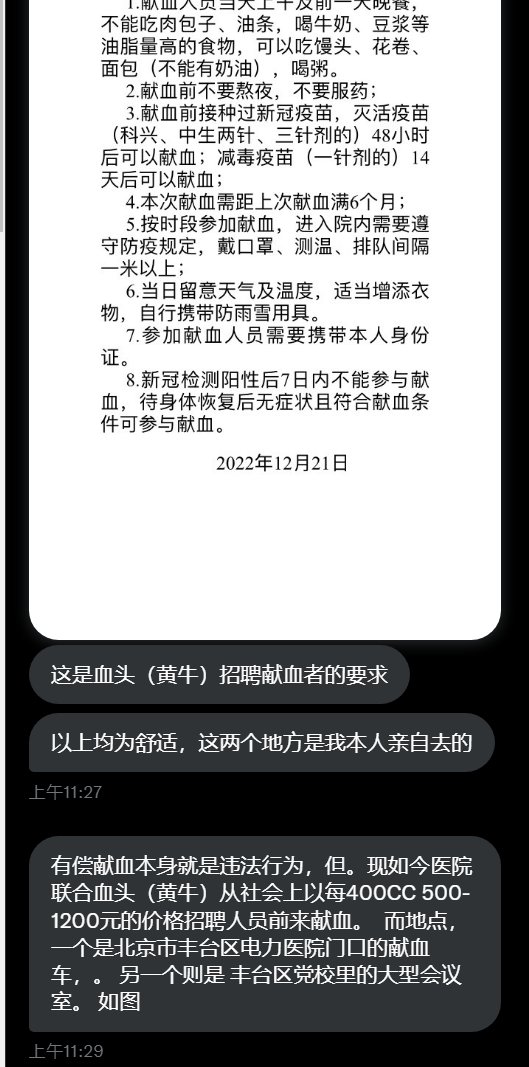 1.献血人员当天上午及前一天晚餐，
不能吃肉包子、油条，喝牛奶、豆浆等
油脂量高的食物，可以吃馒头、花卷、
面包（不能有奶油），喝粥。
2.献血前不要熬夜，不要服药；
3.献血前接种过新冠疫苗，灭活疫苗
（科兴、中生两针、三针剂的）48小时
后可以献血；减毒疫苗（一针剂的）14
天后可以献血；
4.本次献血需距上次献血满6个月；
5.按时段参加献血，进入院内需要遵
守防疫规定，戴口罩、测温、排队间隔
一米以上；
6.当日留意天气及温度，适当增添衣
物，自行携带防雨雪用具。
7.参加献血人员需要携带本人身份
证。
8.新冠检测阳性后7日内不能参与献
血，待身体恢复后无症状且符合献血条
件可参与献血。
2022年12月21日
这是血头（黄牛）招聘献血者的要求
以上均为舒适，这两个地方是我本人亲自去的
上午11:27
有偿献血本身就是违法行为，但。现如今医院
联合血头（黄牛）从社会上以每400CC 500-
1200元的价格招聘人员前来献血。 而地点，
一个是北京市丰台区电力医院门口的献血
车，。 另一个则是 丰台区党校里的大型会议
室。 如图
上午11:29